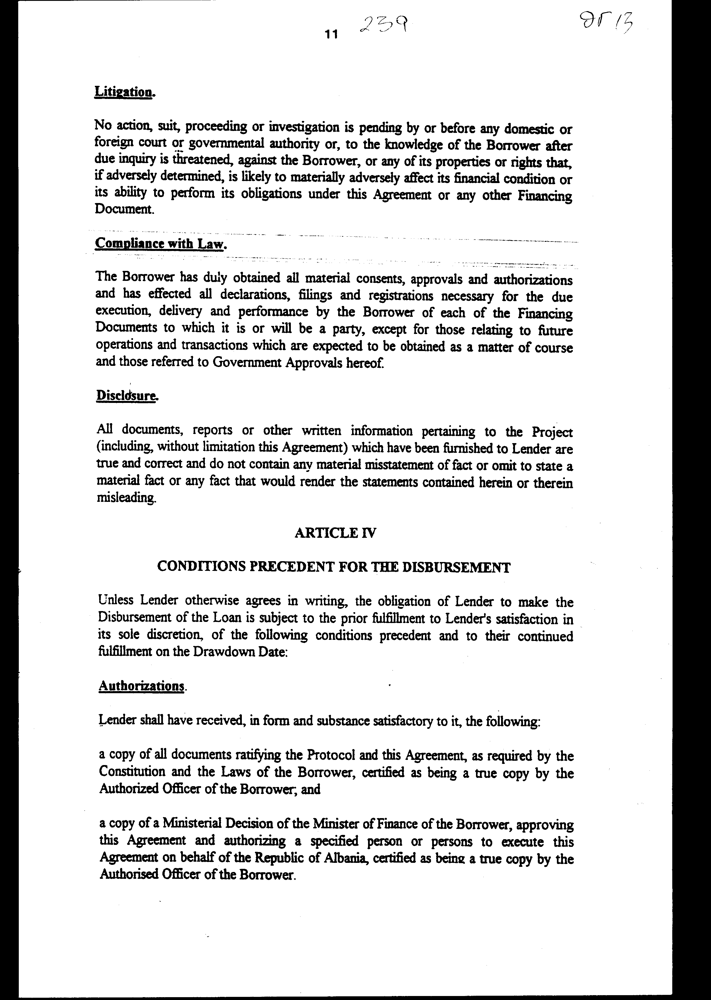 11
239
13
Litigation.
No action, suit, proceeding or investigation is pending by or before any domestic or
foreign court or governmental authority or, to the knowledge of the Borrower after
due inquiry is threatened, against the Borrower, or any of its properties or rights that,
if adversely determined, is likely to materially adversely affect its financial condition or
its ability to perform its obligations under this Agreement or any other Financing
Document.
Compliance with Law.
The Borrower has duly obtained all material consents, approvals and authorizations
and has effected all declarations, filings and registrations necessary for the due
execution, delivery and performance by the Borrower of each of the Financing
Documents to which it is or will be a party, except for those relating to future
operations and transactions which are expected to be obtained as a matter of course
and those referred to Government Approvals hereof.
Disclosure.
All documents, reports or other written information pertaining to the Project
(including, without limitation this Agreement) which have been furnished to Lender are
true and correct and do not contain any material misstatement of fact or omit to state a
material fact or any fact that would render the statements contained herein or therein
misleading.
ARTICLE IV
CONDITIONS PRECEDENT FOR THE DISBURSEMENT
Unless Lender otherwise agrees in writing, the obligation of Lender to make the
Disbursement of the Loan is subject to the prior fulfillment to Lender's satisfaction in
its sole discretion, of the following conditions precedent and to their continued
fulfillment on the Drawdown Date:
Authorizations.
Lender shall have received, in form and substance satisfactory to it, the following:
a copy of all documents ratifying the Protocol and this Agreement, as required by the
Constitution and the Laws of the Borrower, certified as being a true copy by the
Authorized Officer of the Borrower; and
a copy of a Ministerial Decision of the Minister of Finance of the Borrower, approving
this Agreement and authorizing a specified person or persons to execute this
Agreement on behalf of the Republic of Albania, certified as being a true copy by the
Authorised Officer of the Borrower.